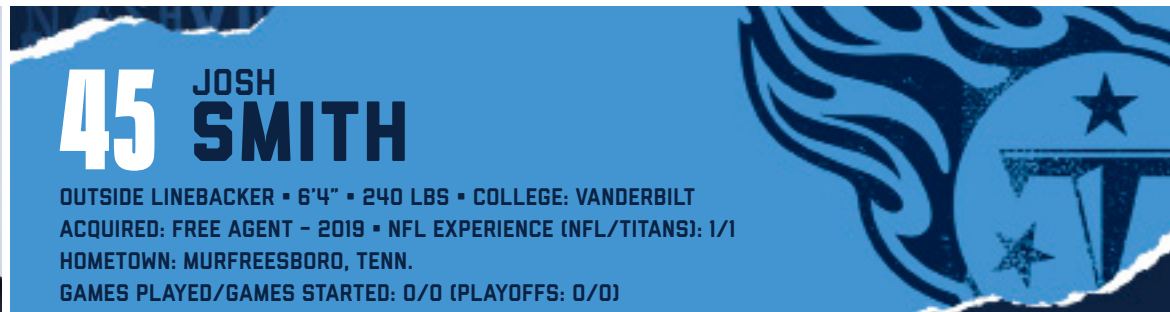 NASHVIL
45
JOSH
SMITH
OUTSIDE LINEBACKER ▪ 6'4" ▪ 240 LBS ▪ COLLEGE: VANDERBILT
ACQUIRED: FREE AGENT – 2019 ▪ NFL EXPERIENCE (NFL/TITANS): 1/1
HOMETOWN: MURFREESBORO, TENN.
GAMES PLAYED/GAMES STARTED: 0/0 (PLAYOFFS: 0/0)
T